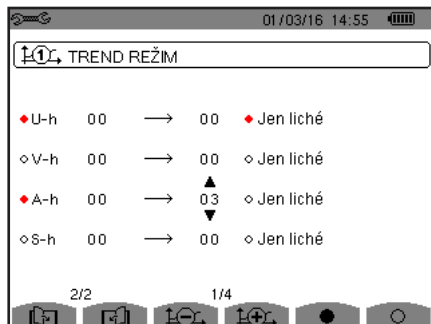 01/03/16 14:55
1 TREND REŽIM
U-h 00 → 00 Jen liché
V-h 00 → 00 Jen liché
A-h 00 → 03 Jen liché
S-h 00 → 00 Jen liché
2/2 1/4